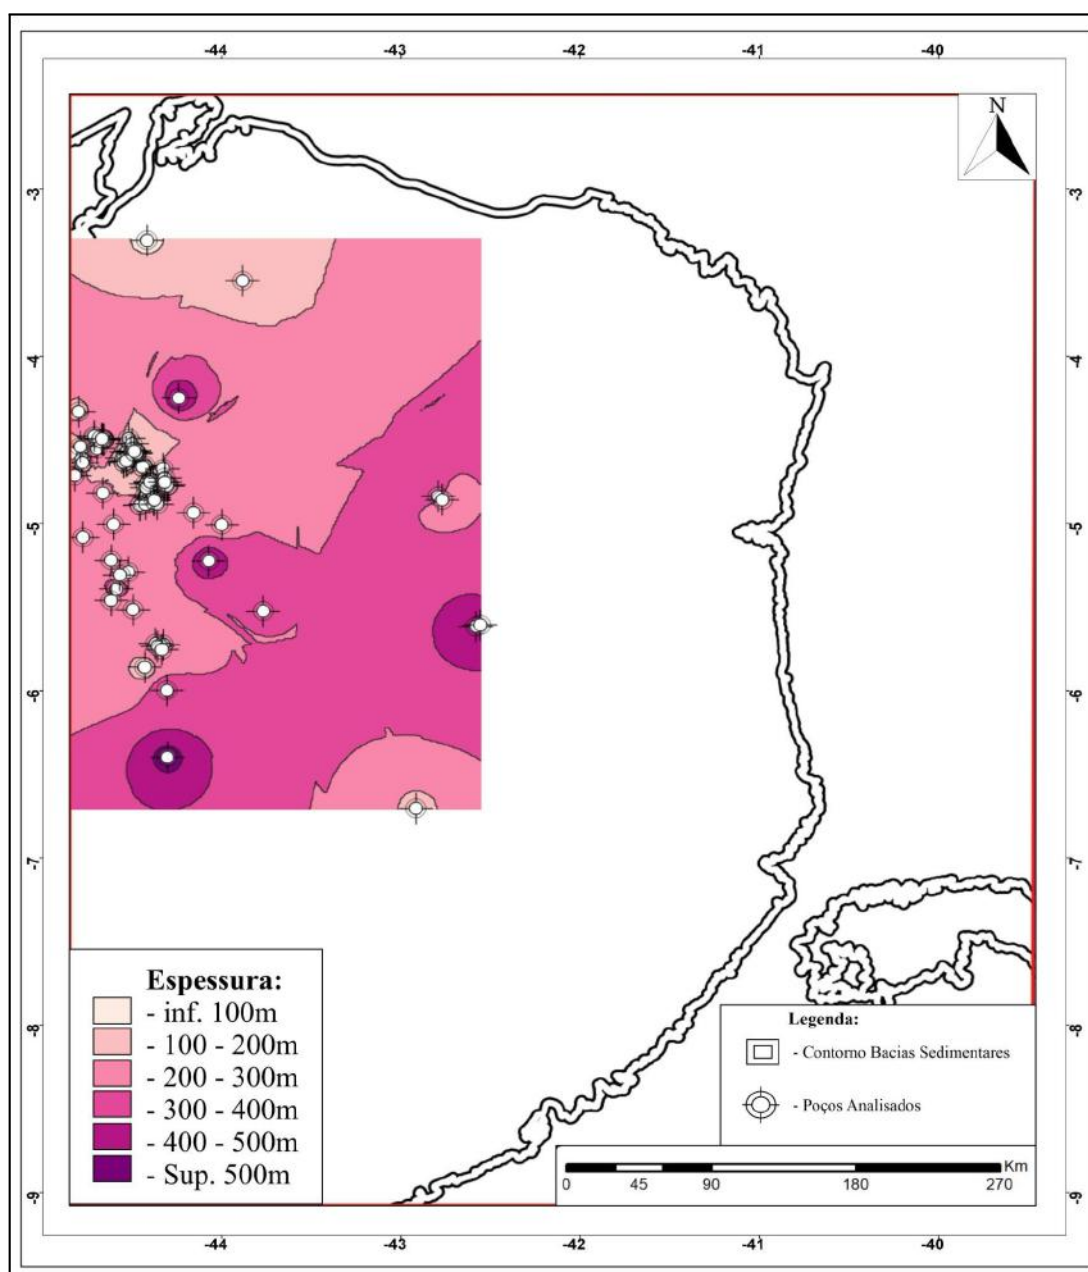 -44 -43 -42 -41 -40
N
-3 -3
-4 -4
-5 -5
-6 -6
-7 -7
-8 -8
-9 -9
Espessura:
- inf. 100m
- 100 - 200m
- 200 - 300m
- 300 - 400m
- 400 - 500m
- Sup. 500m
Legenda:
- Contorno Bacias Sedimentares
- Poços Analisados
Km
0 45 90 180 270
-44 -43 -42 -41 -40